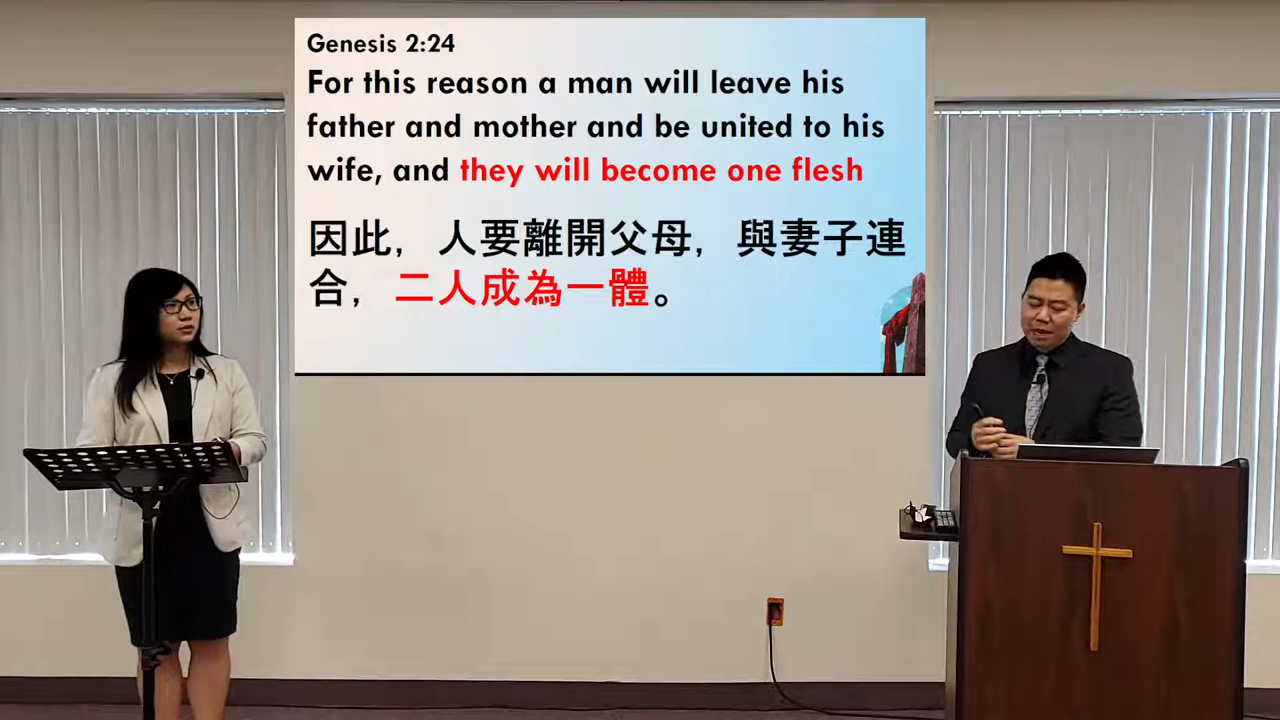 Genesis 2:24
For this reason a man will leave his
father and mother and be united to his
wife, and they will become one flesh
因此，人要離開父母，與妻子連
合，二人成為一體。